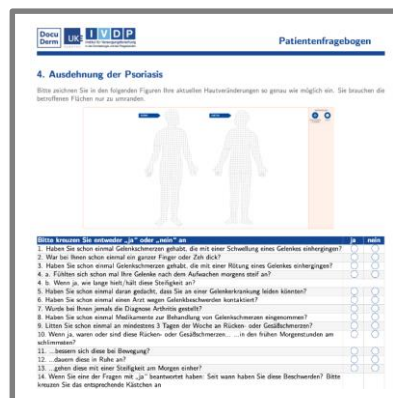 Docu
Derm
UKE
IVDP
Patientenfragebogen
4. Ausdehnung der Psoriasis
Bitte zeichnen Sie in den folgenden Figuren Ihre aktuellen Hautveränderungen so genau wie möglich ein. Sie brauchen die
betroffenen Flächen nur zu umranden.
Bitte kreuzen Sie entweder „ja“ oder „nein“ an ja nein
1. Haben Sie schon einmal Gelenkschmerzen gehabt, die mit einer Schwellung eines Gelenkes einhergingen?
2. War bei Ihnen schon einmal ein ganzer Finger oder Zeh dick?
3. Haben Sie schon einmal Gelenkschmerzen gehabt, die mit einer Rötung eines Gelenkes einhergingen?
4. a. Fühlten sich schon mal Ihre Gelenke nach dem Aufwachen morgens steif an?
4. b. Wenn ja, wie lange hielt/hält diese Steifigkeit an?
5. Haben Sie schon einmal daran gedacht, dass Sie an einer Gelenkerkrankung leiden könnten?
6. Haben Sie schon einmal einen Arzt wegen Gelenkbeschwerden kontaktiert?
7. Wurde bei Ihnen jemals die Diagnose Arthritis gestellt?
8. Haben Sie schon einmal Medikamente zur Behandlung von Gelenkschmerzen eingenommen?
9. Litten Sie schon einmal an mindestens 3 Tagen der Woche an Rücken- oder Gesäßschmerzen?
10. Wenn ja, waren oder sind diese Rücken- oder Gesäßschmerzen... ...in den frühen Morgenstunden am
schlimmsten?
11. ...bessern sich diese bei Bewegung?
12. ...dauern diese in Ruhe an?
13. ...gehen diese mit einer Steifigkeit am Morgen einher?
14. Wenn Sie eine der Fragen mit „ja“ beantwortet haben: Seit wann haben Sie diese Beschwerden? Bitte
kreuzen Sie das entsprechende Kästchen an